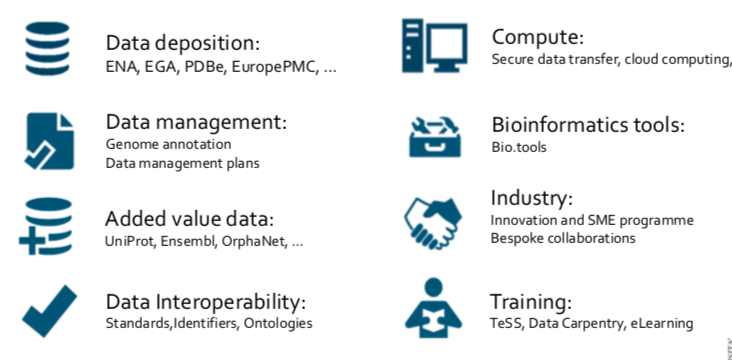 Data deposition:
ENA, EGA, PDBe, EuropePMC, ...
Data management:
Genome annotation
Data management plans
Added value data:
UniProt, Ensembl, OrphaNet, ...
Data Interoperability:
Standards,Identifiers, Ontologies
Compute:
Secure data transfer, cloud computing,
Bioinformatics tools:
Bio.tools
Industry:
Innovation and SME programme
Bespoke collaborations
Training:
TeSS, Data Carpentry, eLearning